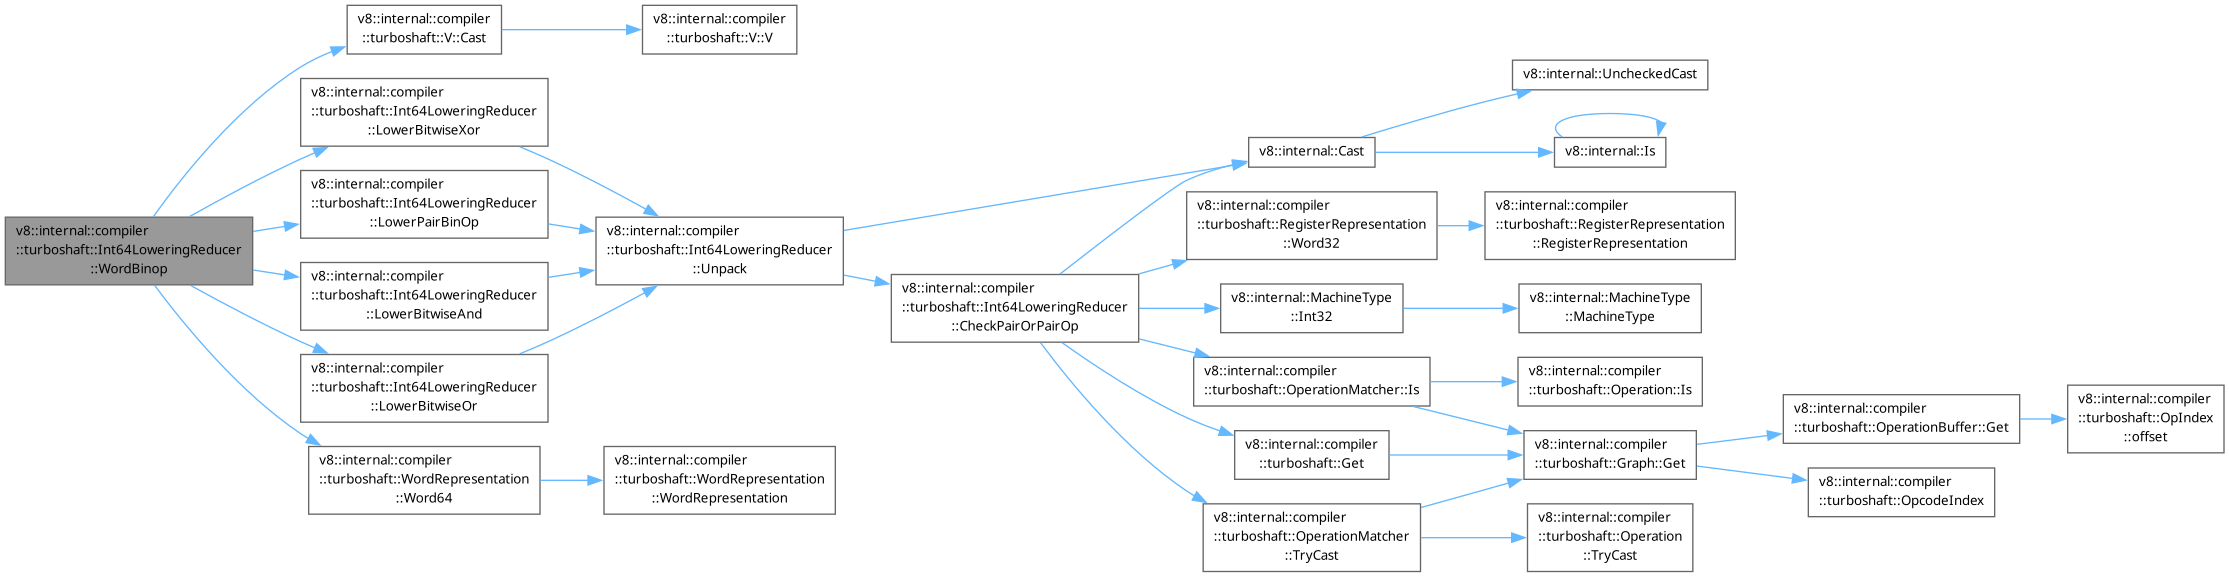 v8::internal::compiler
::turboshaft::Int64LoweringReducer
::WordBinop
v8::internal::compiler
::turboshaft::V::Cast
v8::internal::compiler
::turboshaft::V::V
v8::internal::compiler
::turboshaft::Int64LoweringReducer
::LowerBitwiseXor
v8::internal::compiler
::turboshaft::Int64LoweringReducer
::LowerPairBinOp
v8::internal::compiler
::turboshaft::Int64LoweringReducer
::LowerBitwiseAnd
v8::internal::compiler
::turboshaft::Int64LoweringReducer
::LowerBitwiseOr
v8::internal::compiler
::turboshaft::WordRepresentation
::Word64
v8::internal::compiler
::turboshaft::WordRepresentation
::WordRepresentation
v8::internal::compiler
::turboshaft::Int64LoweringReducer
::Unpack
v8::internal::compiler
::turboshaft::Int64LoweringReducer
::CheckPairOrPairOp
v8::internal::Cast
v8::internal::UncheckedCast
v8::internal::Is
v8::internal::compiler
::turboshaft::RegisterRepresentation
::Word32
v8::internal::compiler
::turboshaft::RegisterRepresentation
::RegisterRepresentation
v8::internal::MachineType
::Int32
v8::internal::MachineType
::MachineType
v8::internal::compiler
::turboshaft::OperationMatcher::Is
v8::internal::compiler
::turboshaft::Operation::Is
v8::internal::compiler
::turboshaft::Get
v8::internal::compiler
::turboshaft::Graph::Get
v8::internal::compiler
::turboshaft::OperationMatcher
::TryCast
v8::internal::compiler
::turboshaft::Operation
::TryCast
v8::internal::compiler
::turboshaft::OperationBuffer::Get
v8::internal::compiler
::turboshaft::OpIndex
::offset
v8::internal::compiler
::turboshaft::OpcodeIndex